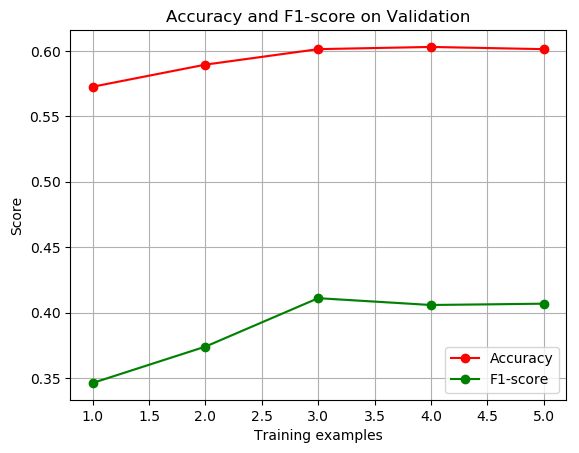 Accuracy and F1-score on Validation
Score
0.60
0.55
0.50
0.45
0.40
0.35
Accuracy
F1-score
1.0 1.5 2.0 2.5 3.0 3.5 4.0 4.5 5.0
Training examples